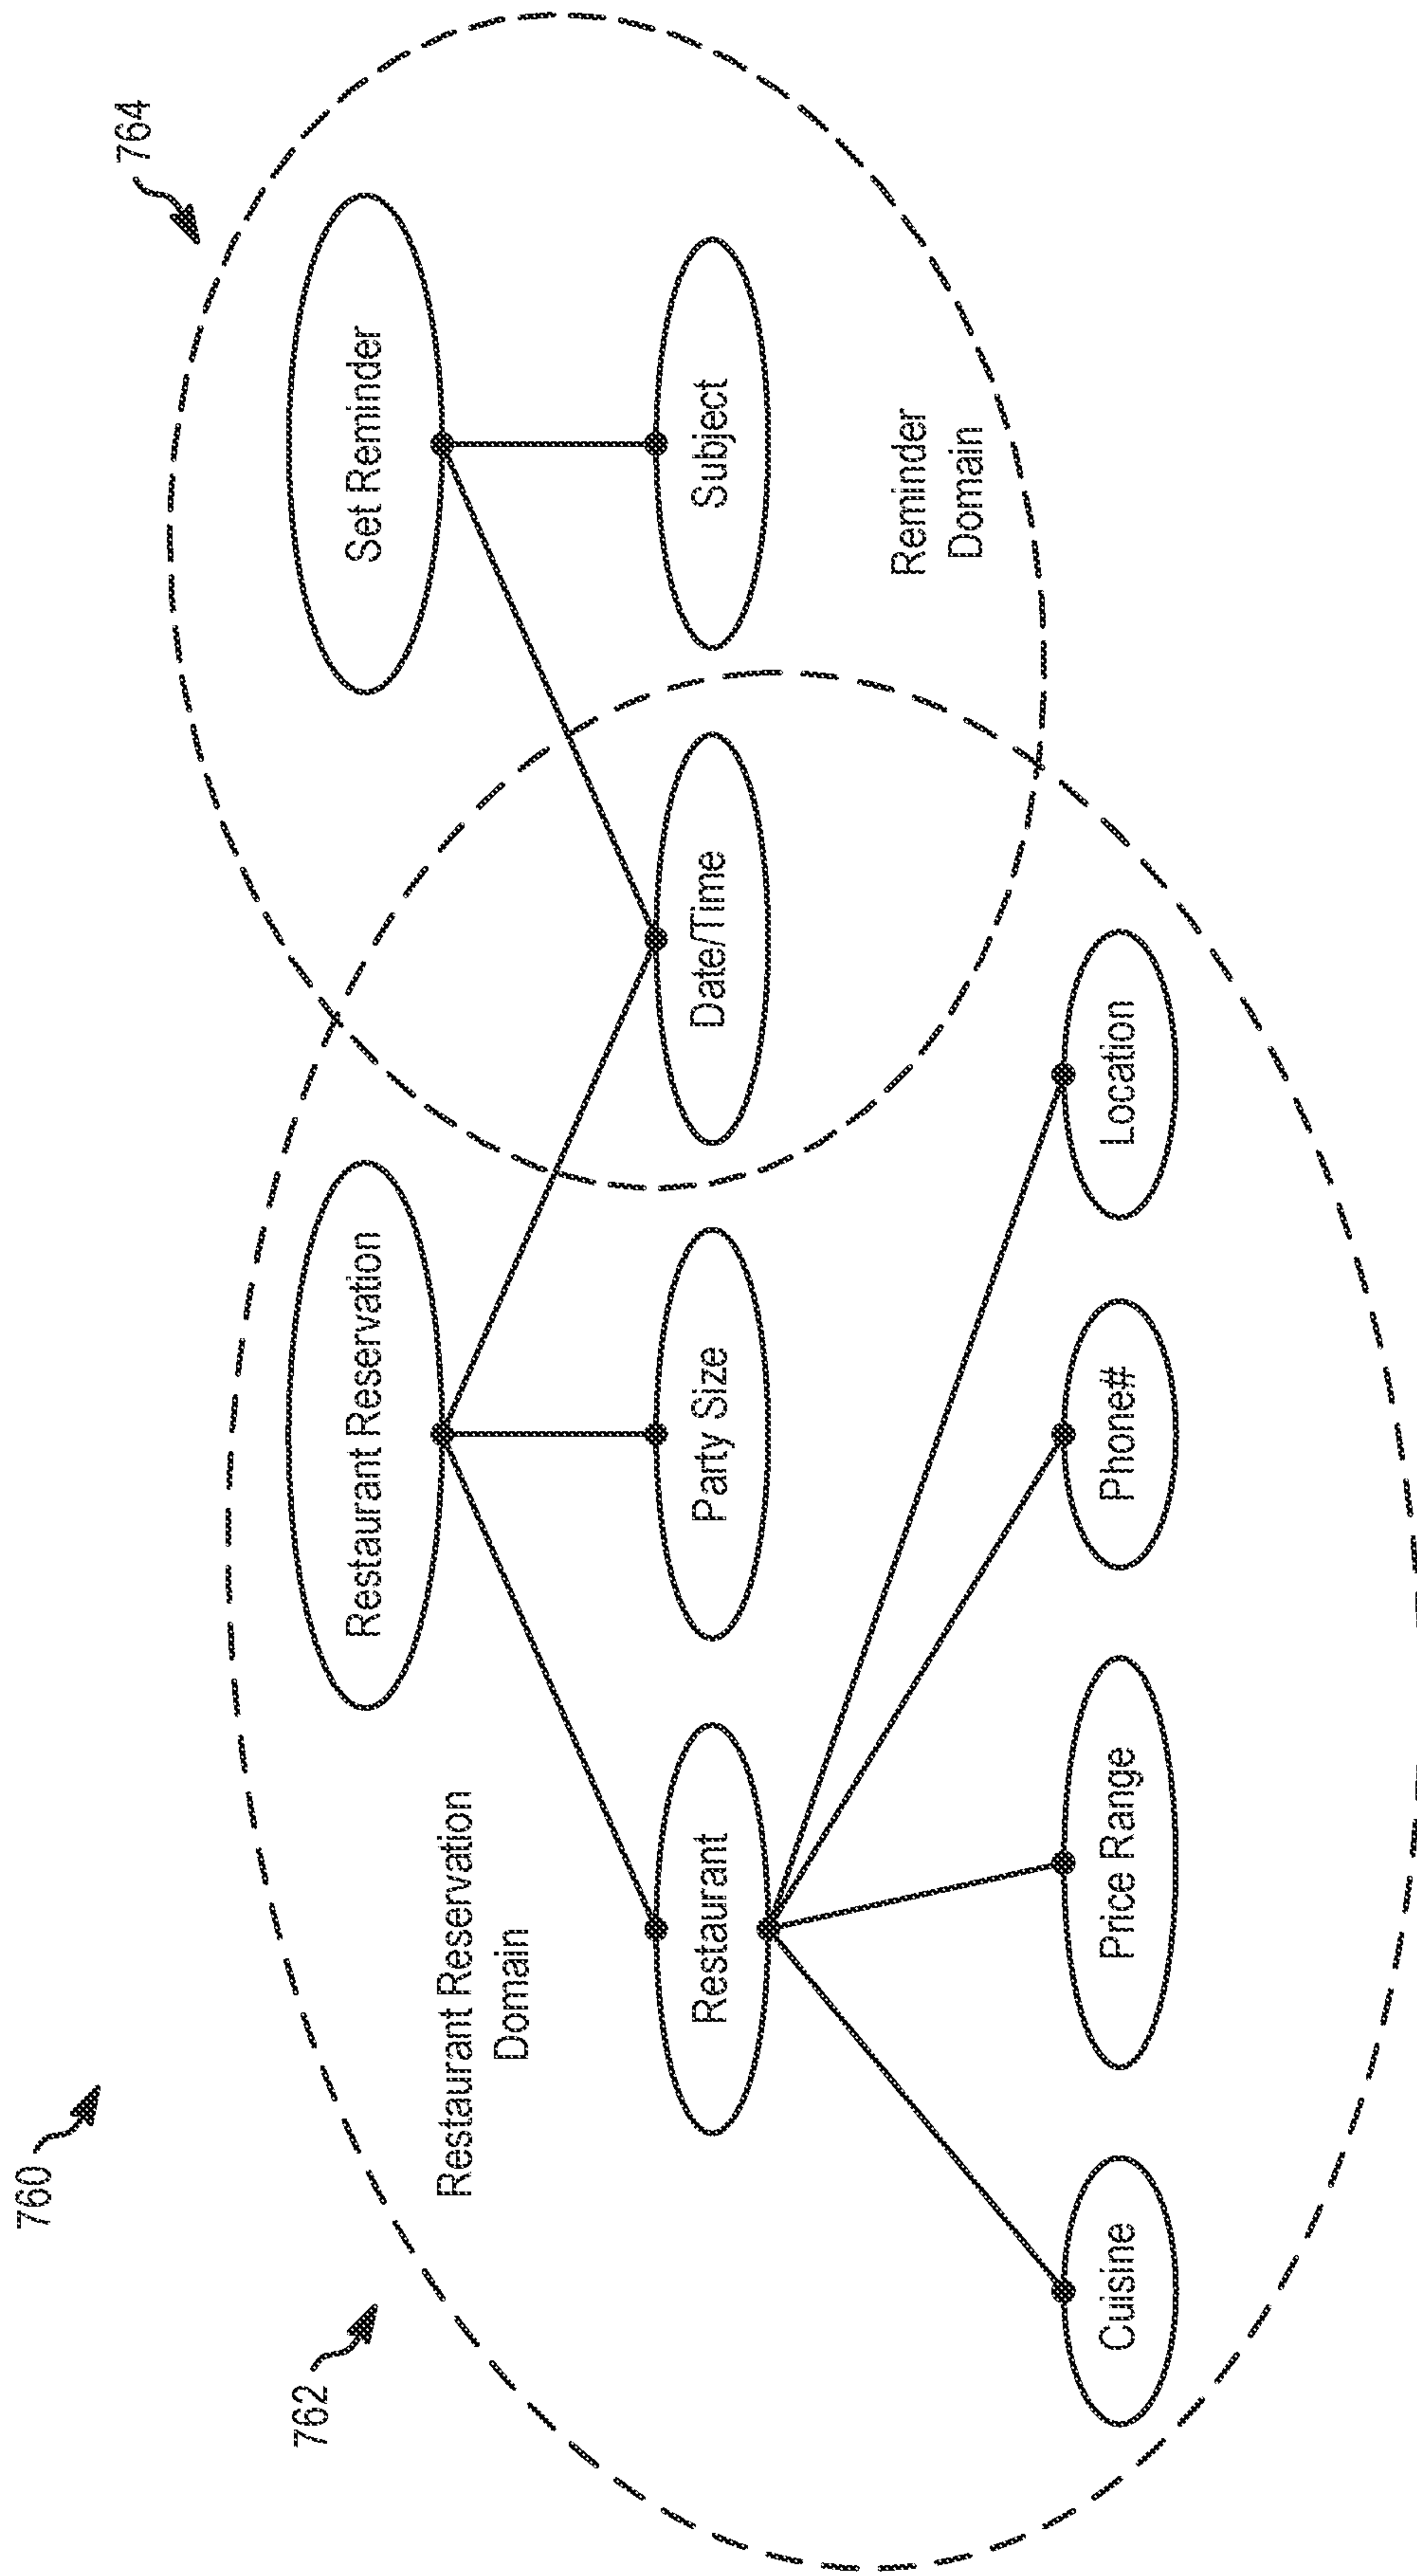 760
762
764
Restaurant Reservation
Set Reminder
Restaurant Reservation
Domain
Restaurant
Party Size
Date/Time
Subject
Reminder
Domain
Cuisine
Price Range
Phone#
Location